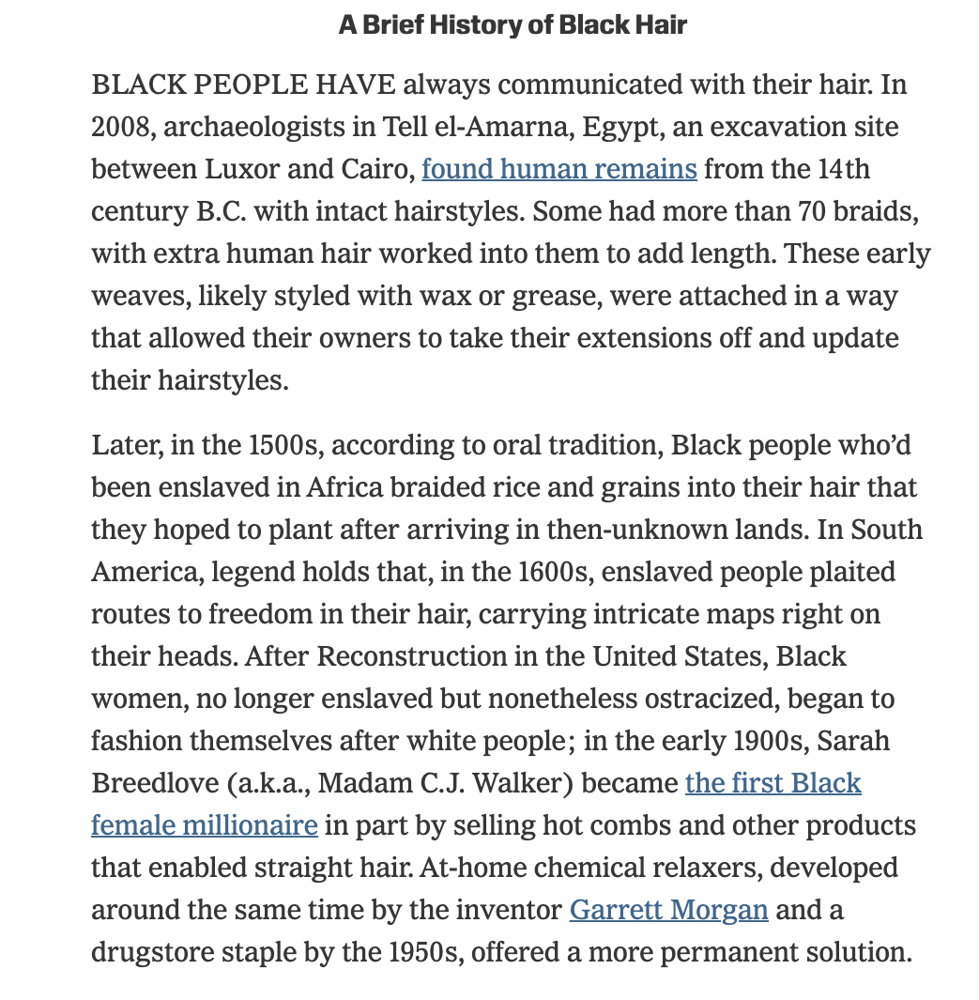 A Brief History of Black Hair
BLACK PEOPLE HAVE always communicated with their hair. In
2008, archaeologists in Tell el-Amarna, Egypt, an excavation site
between Luxor and Cairo, found human remains from the 14th
century B.C. with intact hairstyles. Some had more than 70 braids,
with extra human hair worked into them to add length. These early
weaves, likely styled with wax or grease, were attached in a way
that allowed their owners to take their extensions off and update
their hairstyles.
Later, in the 1500s, according to oral tradition, Black people who’d
been enslaved in Africa braided rice and grains into their hair that
they hoped to plant after arriving in then-unknown lands. In South
America, legend holds that, in the 1600s, enslaved people plaited
routes to freedom in their hair, carrying intricate maps right on
their heads. After Reconstruction in the United States, Black
women, no longer enslaved but nonetheless ostracized, began to
fashion themselves after white people; in the early 1900s, Sarah
Breedlove (a.k.a., Madam C.J. Walker) became the first Black
female millionaire in part by selling hot combs and other products
that enabled straight hair. At-home chemical relaxers, developed
around the same time by the inventor Garrett Morgan and a
drugstore staple by the 1950s, offered a more permanent solution.